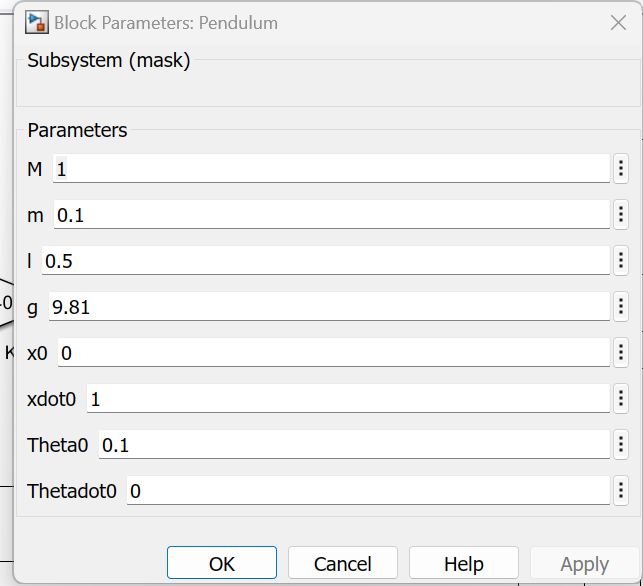 Block Parameters: Pendulum
Subsystem (mask)
Parameters
M 1
m 0.1
l 0.5
g 9.81
x0 0
xdot0 1
Theta0 0.1
Thetadot0 0
OK Cancel Help Apply